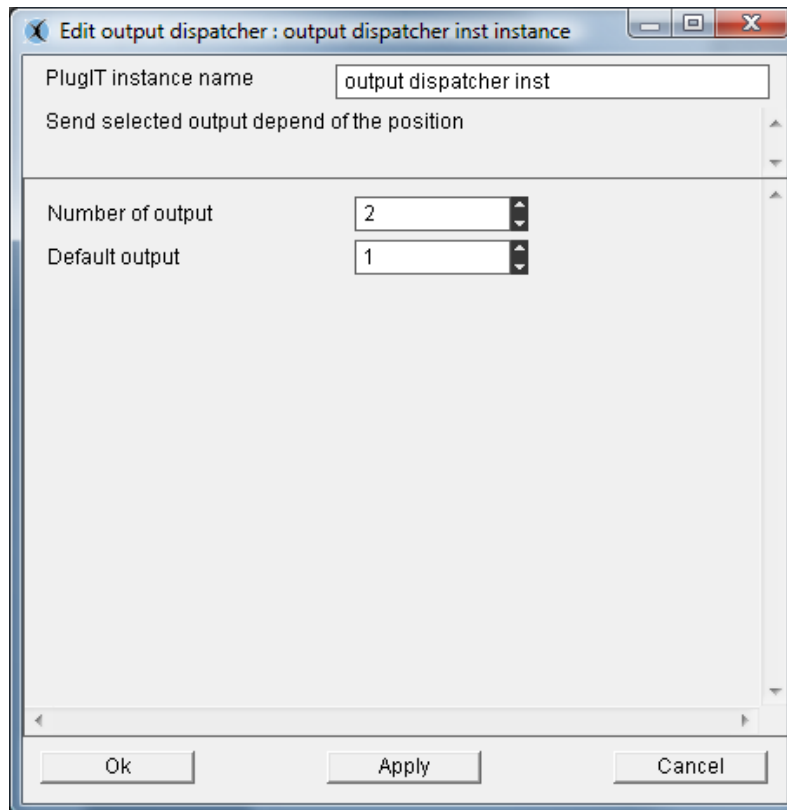 Edit output dispatcher : output dispatcher inst instance
PlugIT instance name output dispatcher inst
Send selected output depend of the position
Number of output 2
Default output 1
Ok Apply Cancel